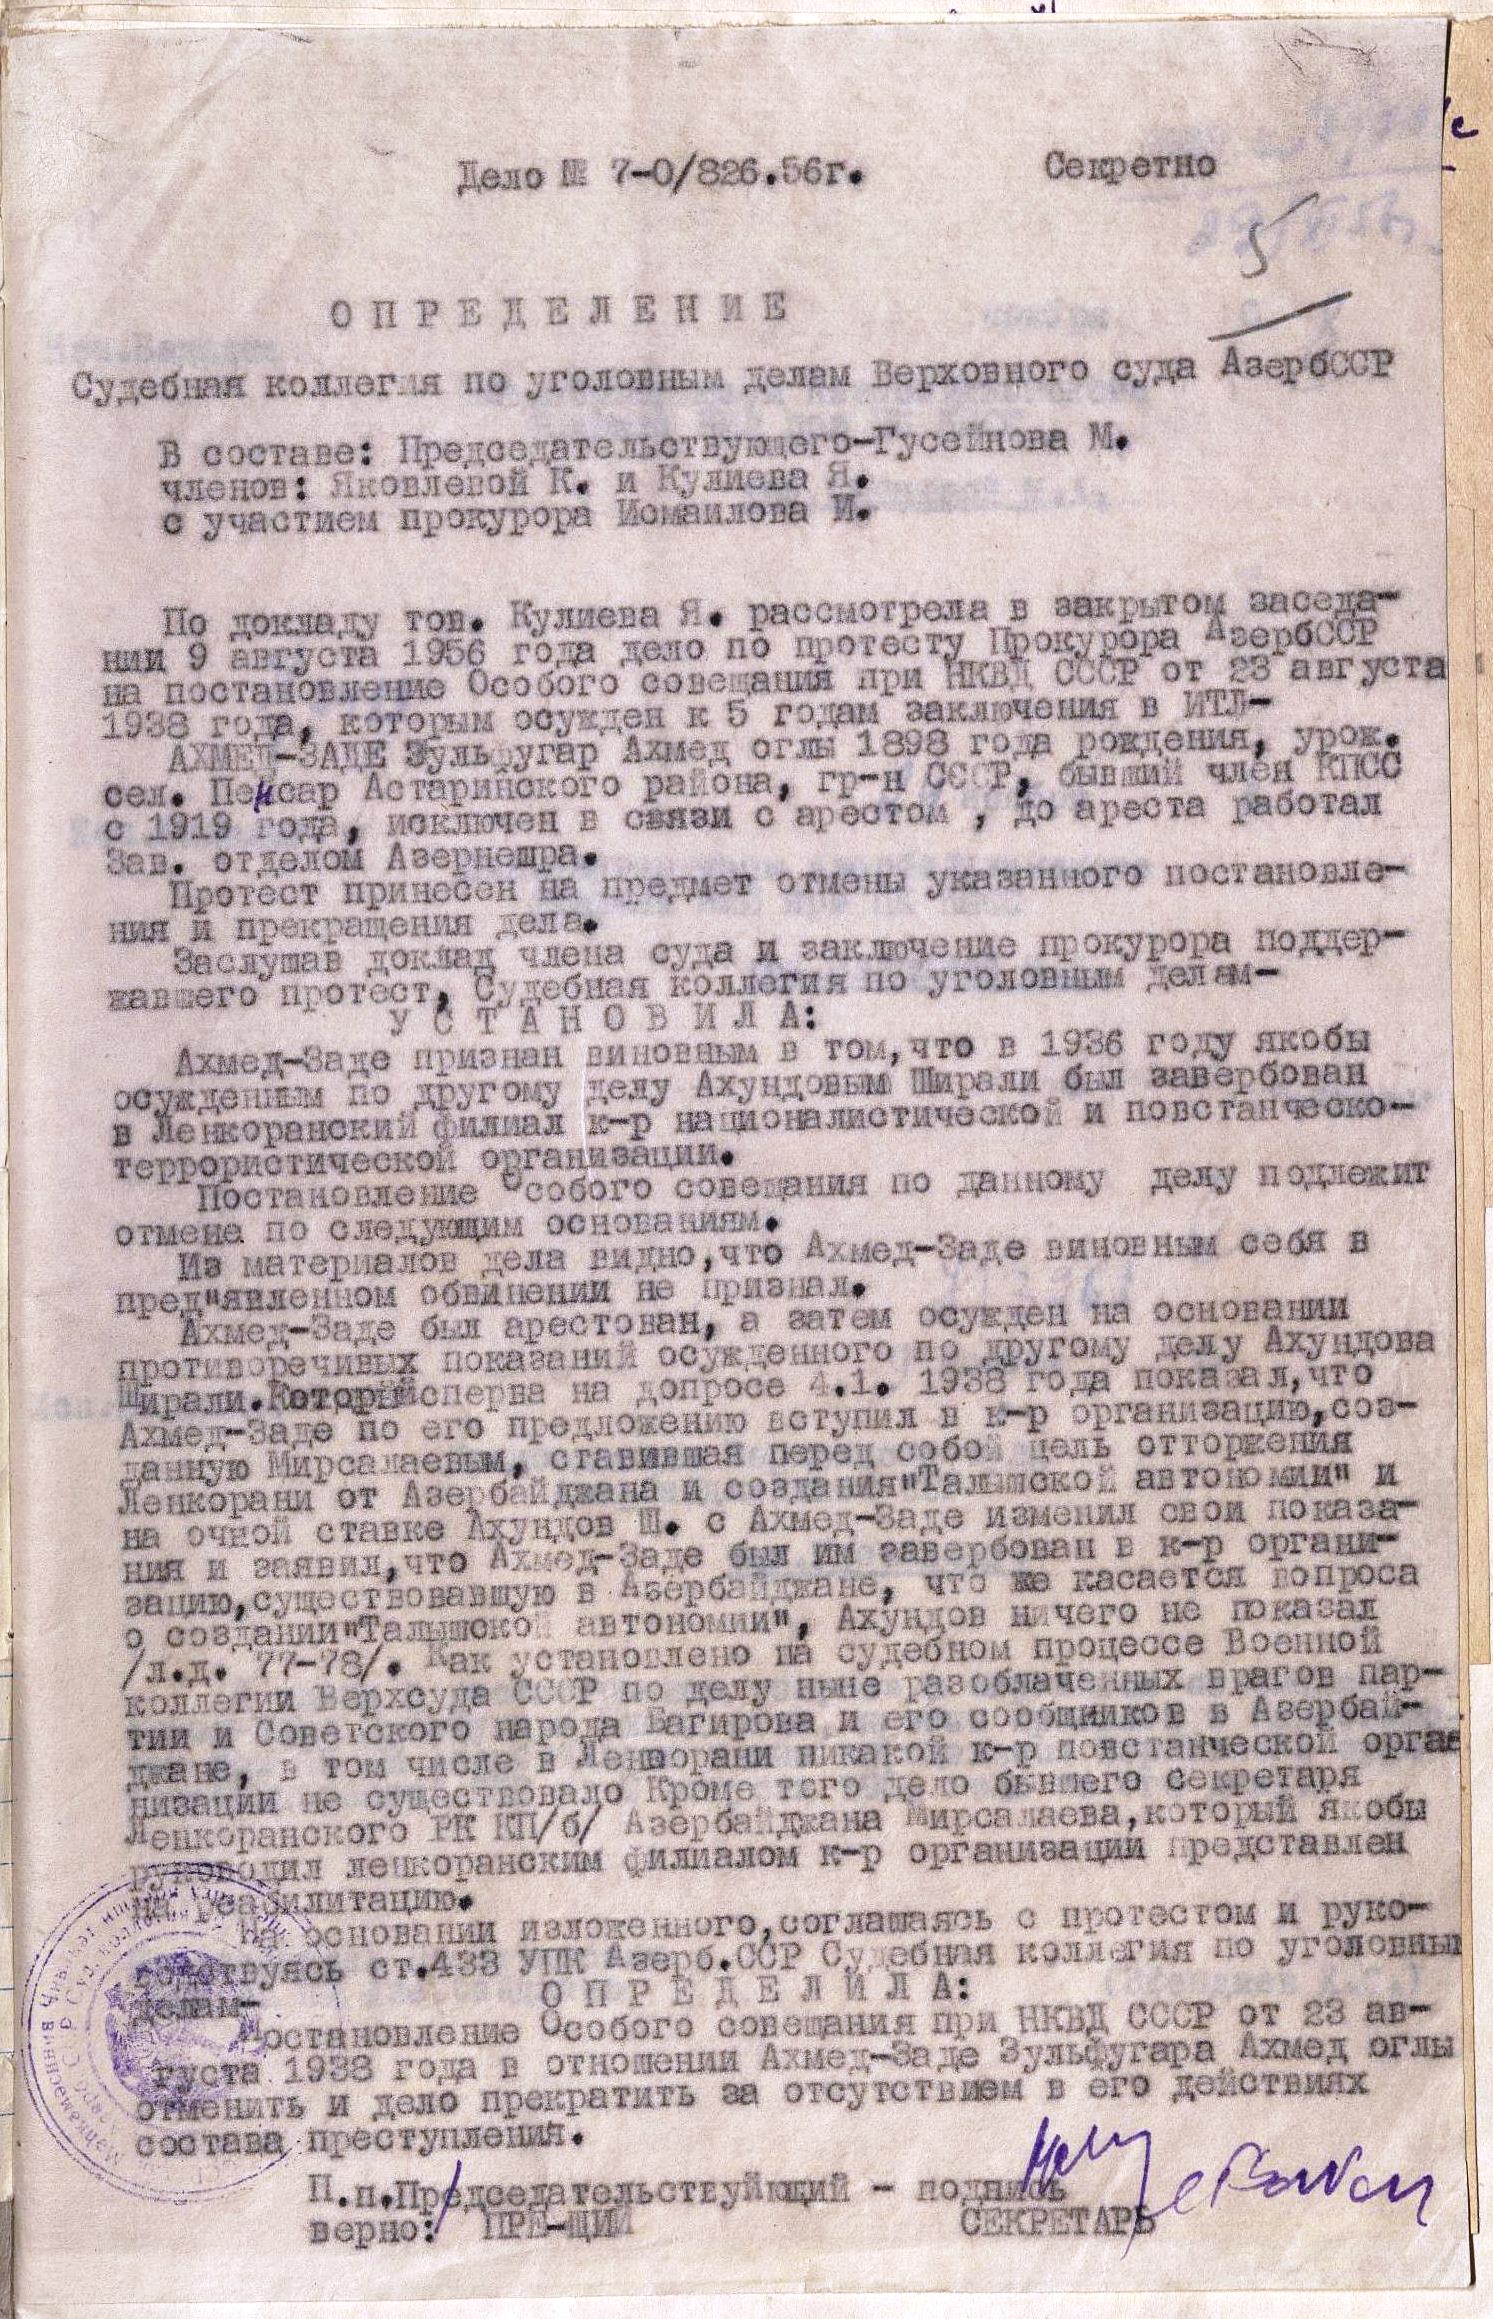 Дело № 7-0/826.56г. Секретно
5
О П Р Е Д Е Л Е Н И Е
Судебная коллегия по уголовным делам Верховного суда АзербССР
В составе: Председательствующего-Гусейнова М.
членов: Яковлевой К. и Кулиева Я.
с участием прокурора Исмаилова И.
По докладу тов. Кулиева Я. рассмотрела в закрытом заседа-
нии 9 августа 1956 года дело по протесту Прокурора АзербССР
на постановление Особого совещания при НКВД СССР от 23 августа
1938 года, которым осужден к 5 годам заключения в ИТЛ-
АХМЕД-ЗАДЕ Зульфугар Ахмед оглы 1898 года рождения, урож.
сел. Пенсар Астаринского района, гр-н СССР, бывший член КПСС
с 1919 года, исключен в связи с арестом , до ареста работал
Зав. отделом Азернешра.
Протест принесен на предмет отмены указанного постановле-
ния и прекращения дела.
Заслушав доклад члена суда и заключение прокурора поддер-
жавшего протест, Судебная коллегия по уголовным делам-
У С Т А Н О В И Л А:
Ахмед-Заде признан виновным в том,что в 1936 году якобы
осужденным по другому делу Ахундовым Ширали был завербован
в Ленкоранский филиал к-р националистической и повстанческо-
террористической организации.
Постановление Особого совещания по данному делу подлежит
отмене по следующим основаниям.
Из материалов дела видно,что Ахмед-Заде виновным себя в
пред"явленном обвинении не признал.
Ахмед-Заде был арестован, а затем осужден на основании
противоречивых показаний осужденного по другому делу Ахундова
Ширали.Которыйсперва на допросе 4.1. 1938 года показал,что
Ахмед-Заде по его предложению вступил в к-р организацию,соз-
данную Мирсалаевым, ставившая перед собой цель отторжения
Ленкорани от Азербайджана и создания"Талышской автономии" и
на очной ставке Ахундов Ш. с Ахмед-Заде изменил свои показа-
ния и заявил,что Ахмед-Заде был им завербован в к-р органи-
зацию,существовавшую в Азербайджане, что же касается вопроса
о создании"Талышской автономии", Ахундов ничего не показал
/л.д. 77-78/. Как установлено на судебном процессе Военной
коллегии Верхсуда СССР по делу ныне разоблаченных врагов пар-
тии и Советского народа Багирова и его сообщников в Азербай-
джане, в том числе в Ленкорани никакой к-р повстанческой орга
низации не существовало Кроме того дело бывшего секретаря
Ленкоранского РК КП/б/ Азербайджана Мирсалаева,который якобы
руководил ленкоранским филиалом к-р организации представлен
на реабилитацию.
На основании изложенного,соглашаясь с протестом и руко-
водствуясь ст.433 УПК Азерб.ССР Судебная коллегия по уголовным
делам-
О П Р Е Д Е Л И Л А:
Постановление Особого совещания при НКВД СССР от 23 ав-
густа 1938 года в отношении Ахмед-Заде Зульфугара Ахмед оглы
отменить и дело прекратить за отсутствием в его действиях
состава преступления.
П.п.Председательствуйющий - подпись
верно: ПРЕ-ЩИЙ СЕКРЕТАРЬ